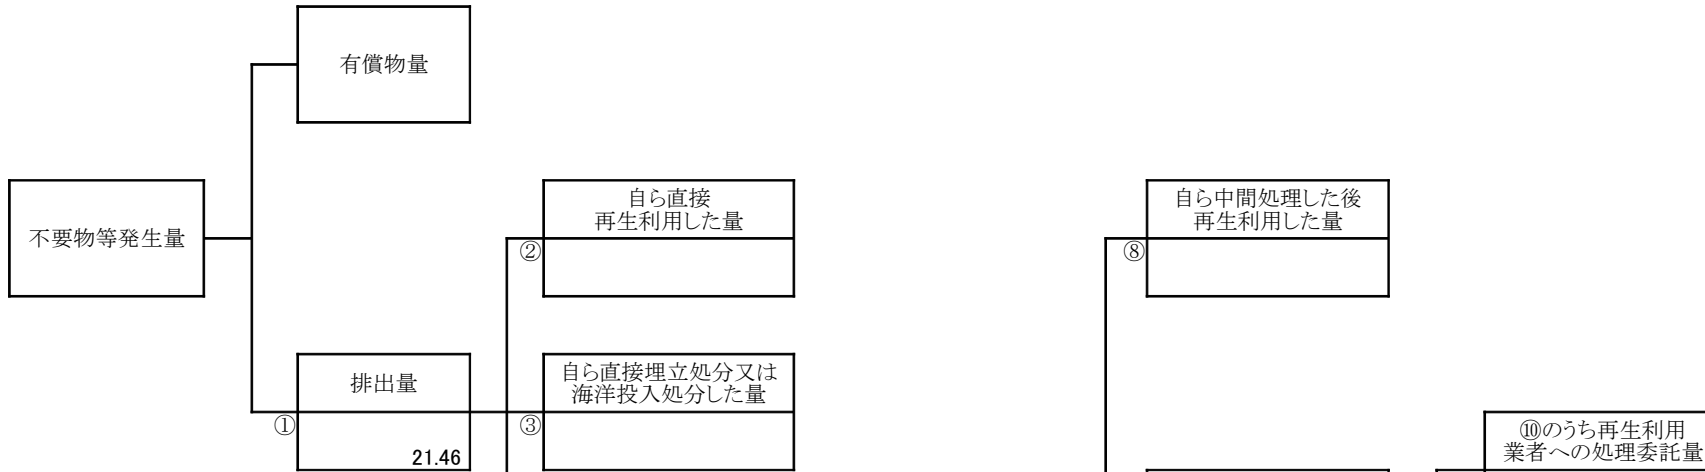 有償物量
不要物等発生量
自ら直接
再生利用した量
②
自ら中間処理した後
再生利用した量
⑧
排出量
①
21.46
自ら直接埋立処分又は
海洋投入処分した量
③
⑩のうち再生利用
業者への処理委託量